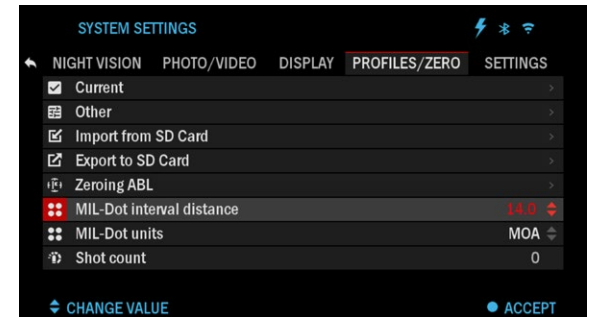 SYSTEM SETTINGS
NIGHT VISION PHOTO/VIDEO DISPLAY PROFILES/ZERO SETTINGS
Current
Other
Import from SD Card
Export to SD Card
Zeroing ABL
MIL-Dot interval distance 14.0
MIL-Dot units MOA
Shot count 0
CHANGE VALUE ACCEPT